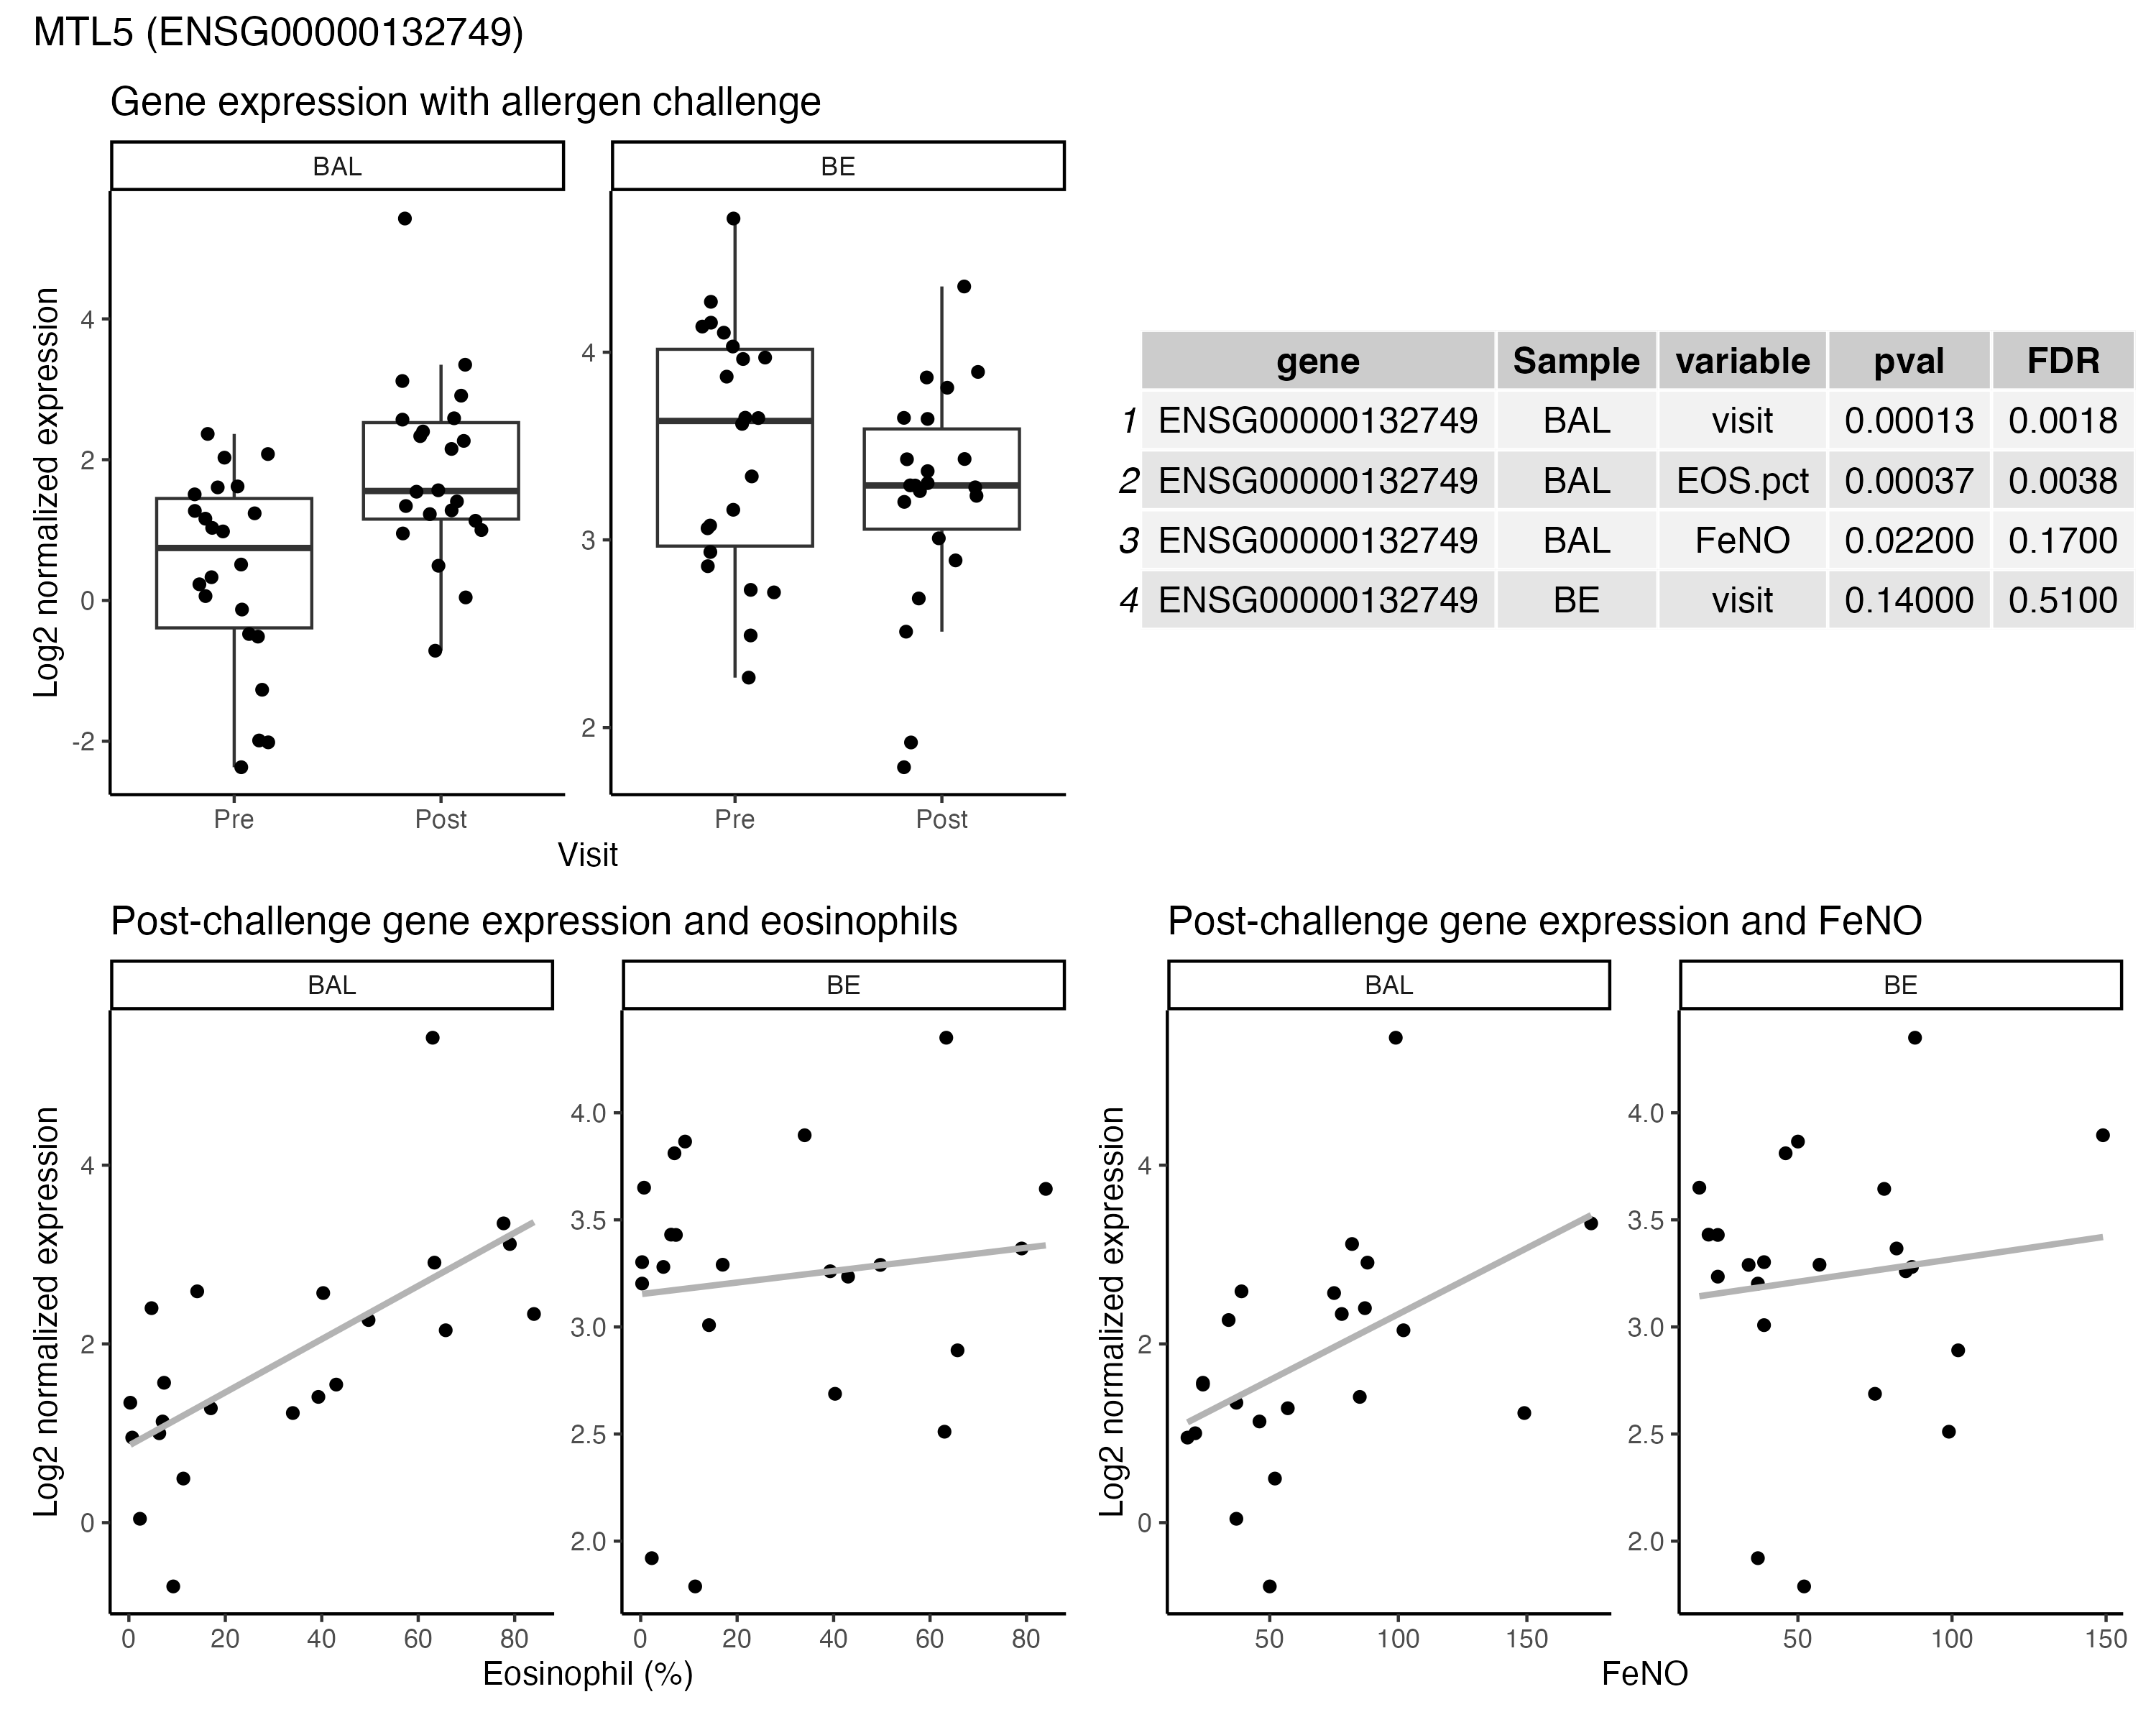 MTL5 (ENSG00000132749)
Gene expression with allergen challenge
BAL
BE
Log2 normalized expression
4
2
0
-2
4
3
2
Pre
Post
Pre
Post
Visit
gene Sample variable pval FDR
1 ENSG00000132749 BAL visit 0.00013 0.0018
2 ENSG00000132749 BAL EOS.pct 0.00037 0.0038
3 ENSG00000132749 BAL FeNO 0.02200 0.1700
4 ENSG00000132749 BE visit 0.14000 0.5100
Post-challenge gene expression and eosinophils
BAL
BE
Log2 normalized expression
4
2
0
4.0
3.5
3.0
2.5
2.0
0 20 40 60 80
0 20 40 60 80
Eosinophil (%)
Post-challenge gene expression and FeNO
BAL
BE
Log2 normalized expression
4
2
0
4.0
3.5
3.0
2.5
2.0
50 100 150
50 100 150
FeNO